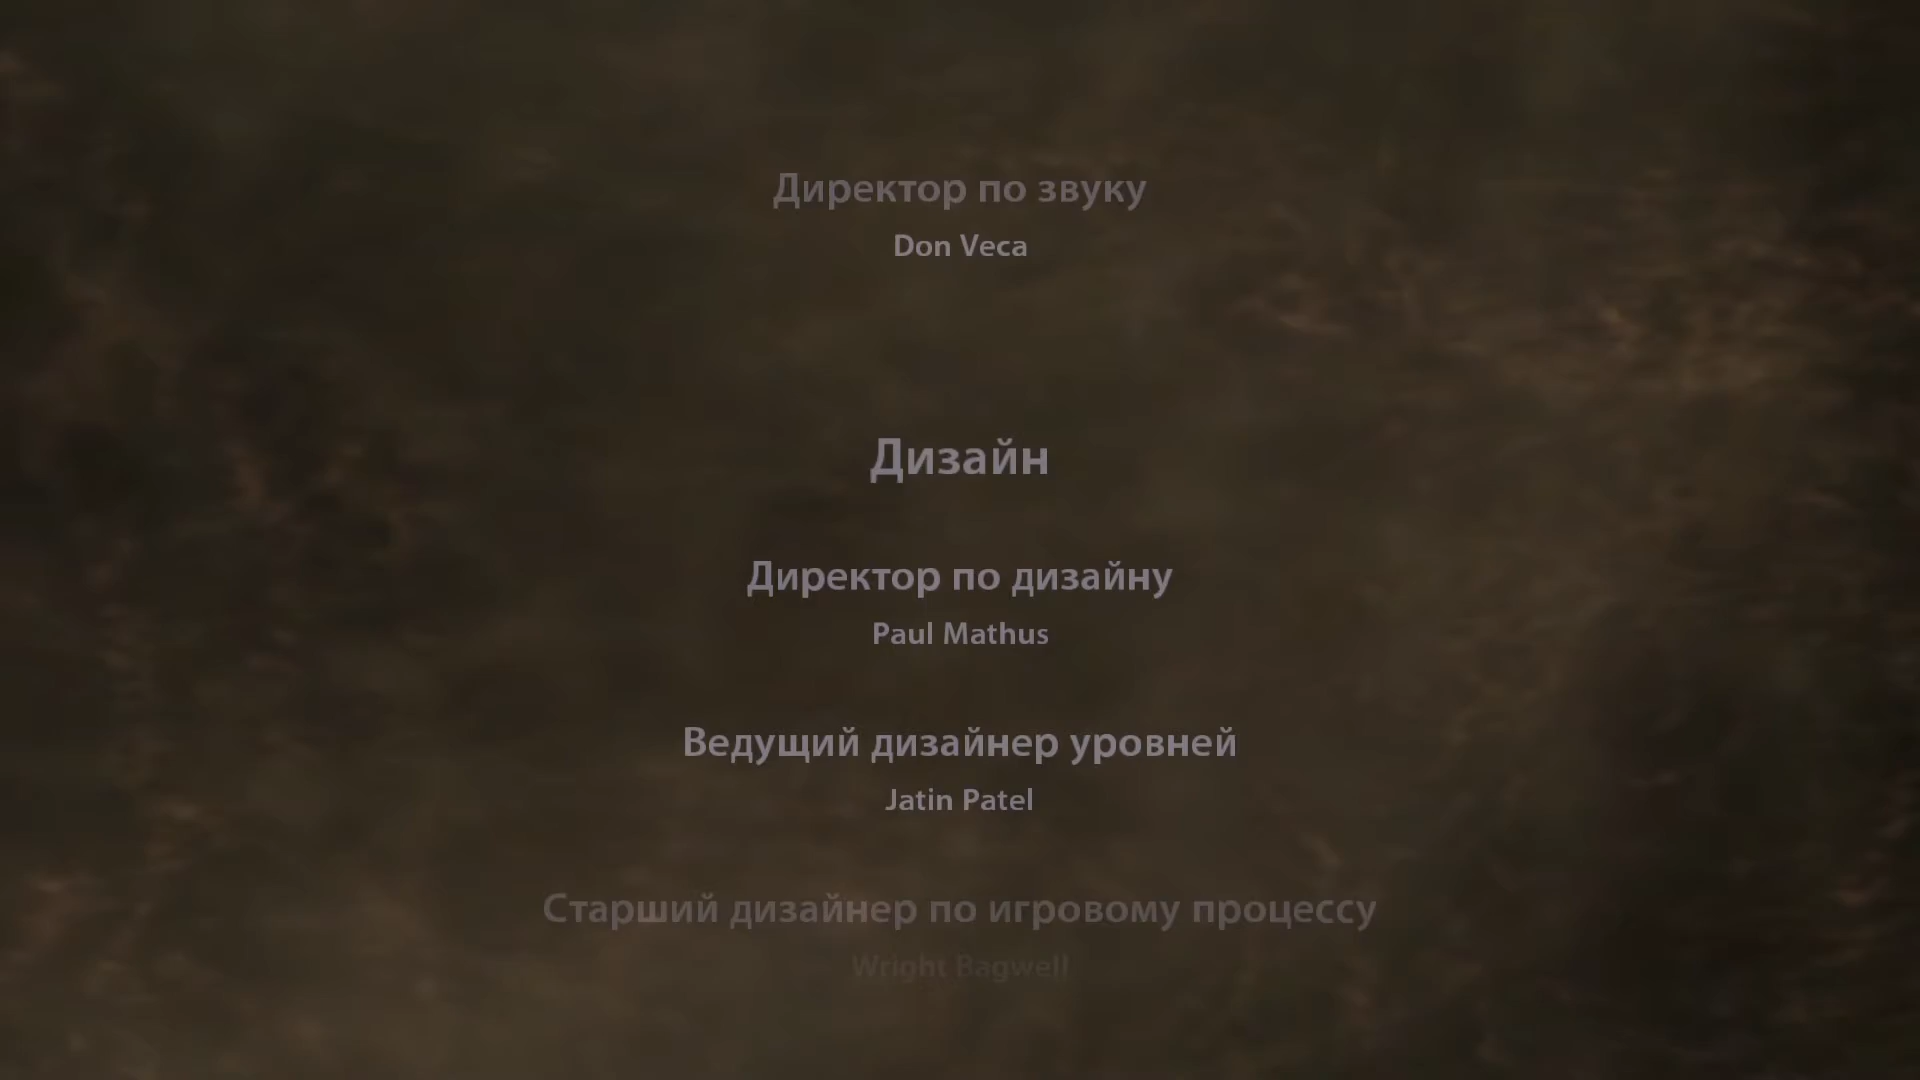 Директор по звуку
Don Veca
Дизайн
Директор по дизайну
Paul Mathus
Ведущий дизайнер уровней
Jatin Patel
Старший дизайнер по игровому процессу
Wright Bagwell